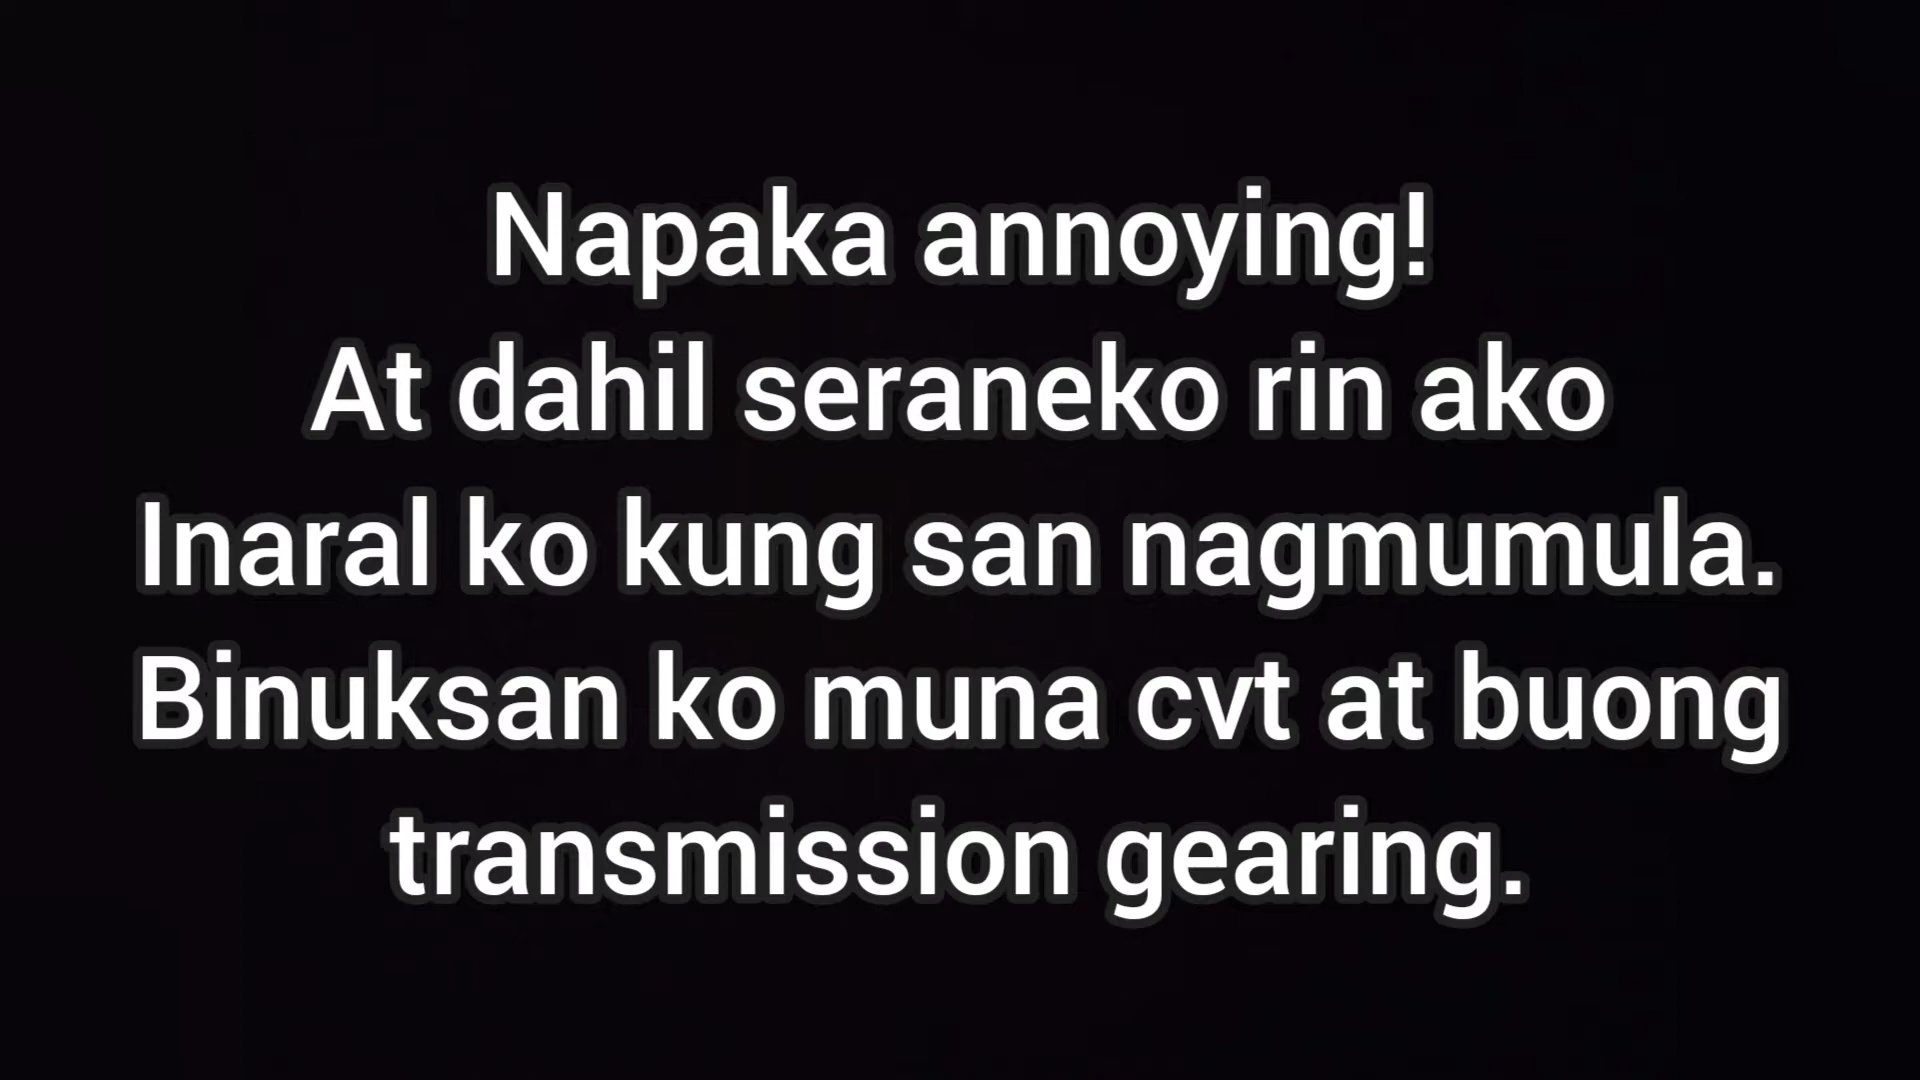 Napaka annoying!
At dahil seraneko rin ako
Inaral ko kung san nagmumula.
Binuksan ko muna cvt at buong
transmission gearing.